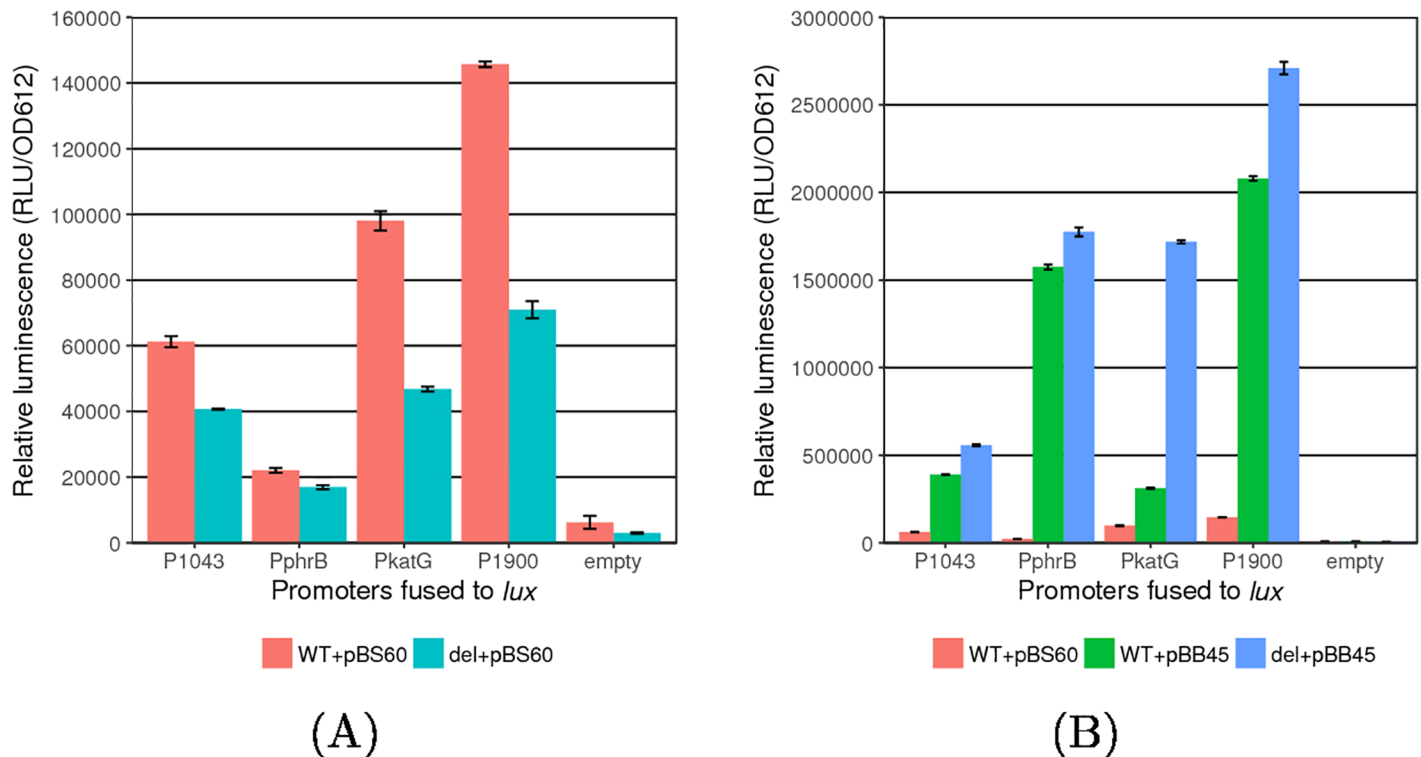 Relative luminescence (RLU/OD612)
160000
140000
120000
100000
80000
60000
40000
20000
0
P1043 PphrB PkatG P1900 empty
Promoters fused to lux
WT+pBS60 del+pBS60
(A)
Relative luminescence (RLU/OD612)
3000000
2500000
2000000
1500000
1000000
500000
0
P1043 PphrB PkatG P1900 empty
Promoters fused to lux
WT+pBS60 WT+pBB45 del+pBB45
(B)